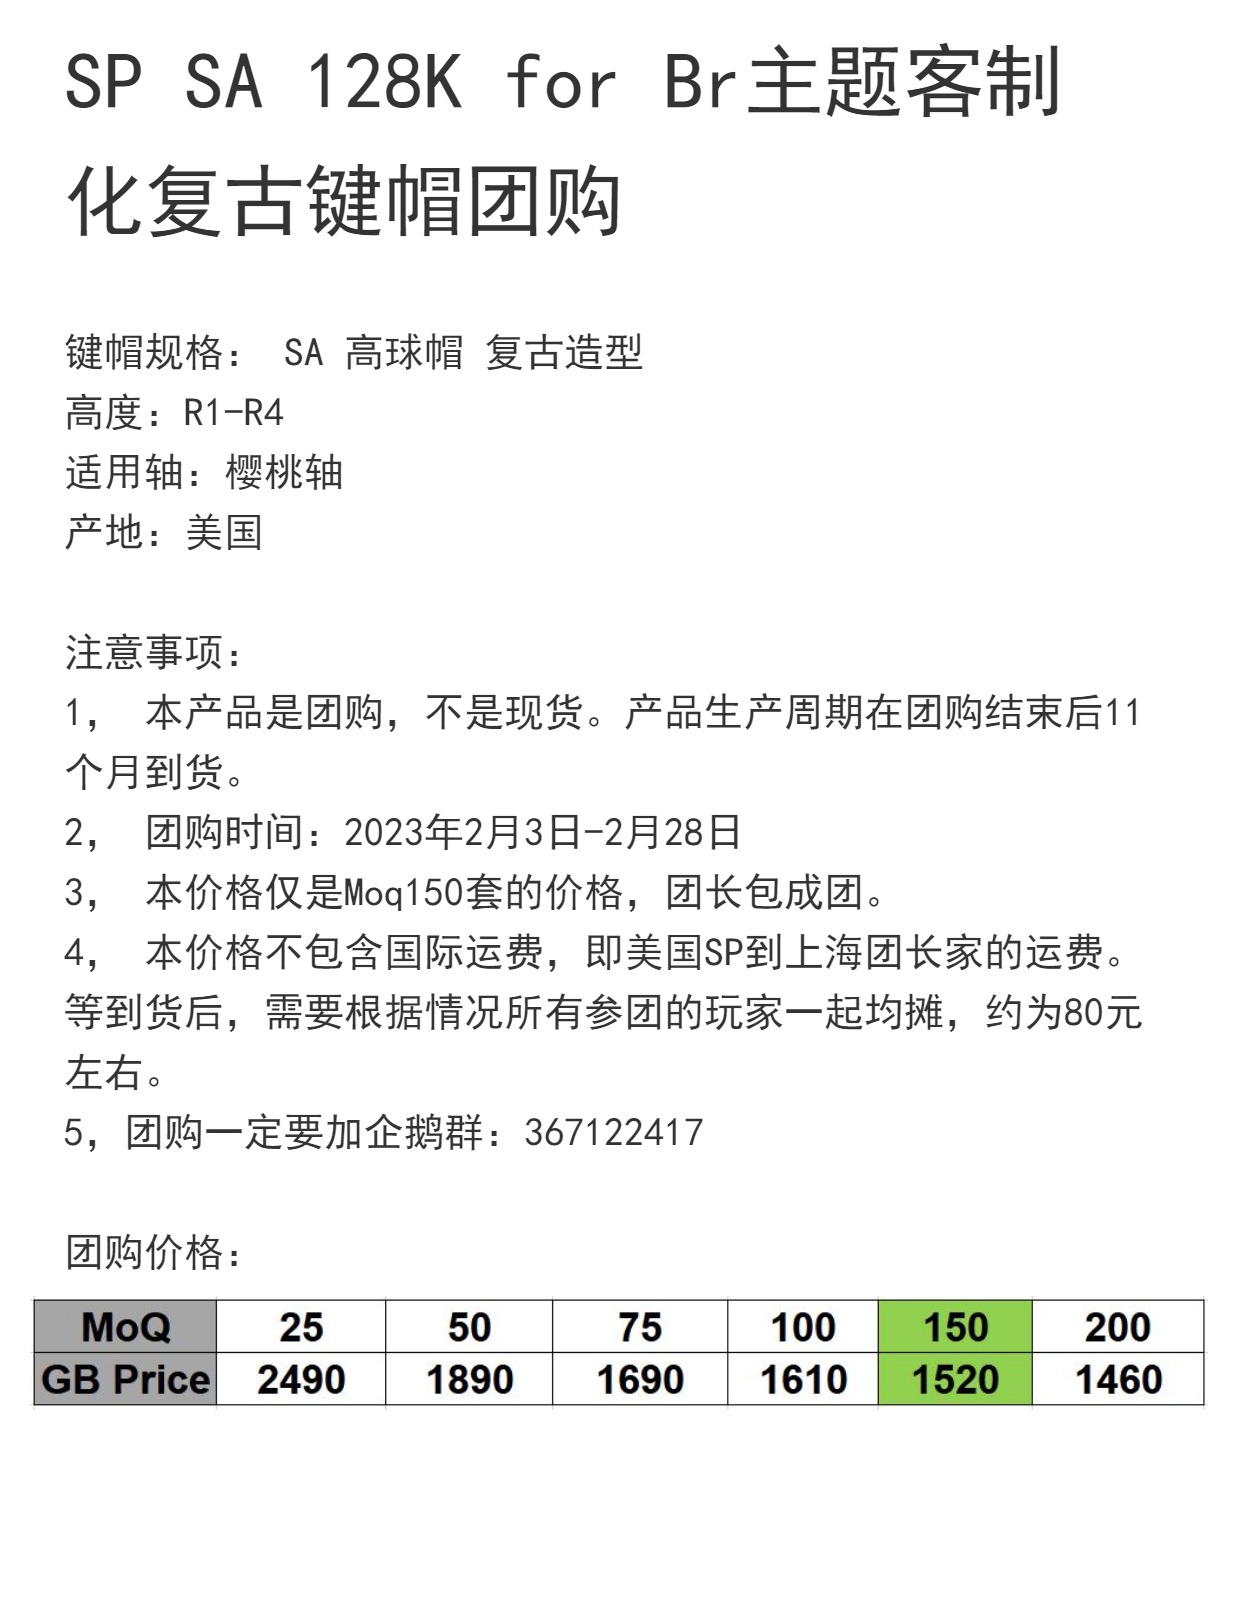 SP SA 128K for Br主题客制
化复古键帽团购
键帽规格： SA 高球帽 复古造型
高度：R1-R4
适用轴：樱桃轴
产地：美国
注意事项：
1， 本产品是团购，不是现货。产品生产周期在团购结束后11
个月到货。
2， 团购时间：2023年2月3日-2月28日
3， 本价格仅是Moq150套的价格，团长包成团。
4， 本价格不包含国际运费，即美国SP到上海团长家的运费。
等到货后，需要根据情况所有参团的玩家一起均摊，约为80元
左右。
5，团购一定要加企鹅群：367122417
团购价格：
MoQ 25 50 75 100 150 200
GB Price 2490 1890 1690 1610 1520 1460